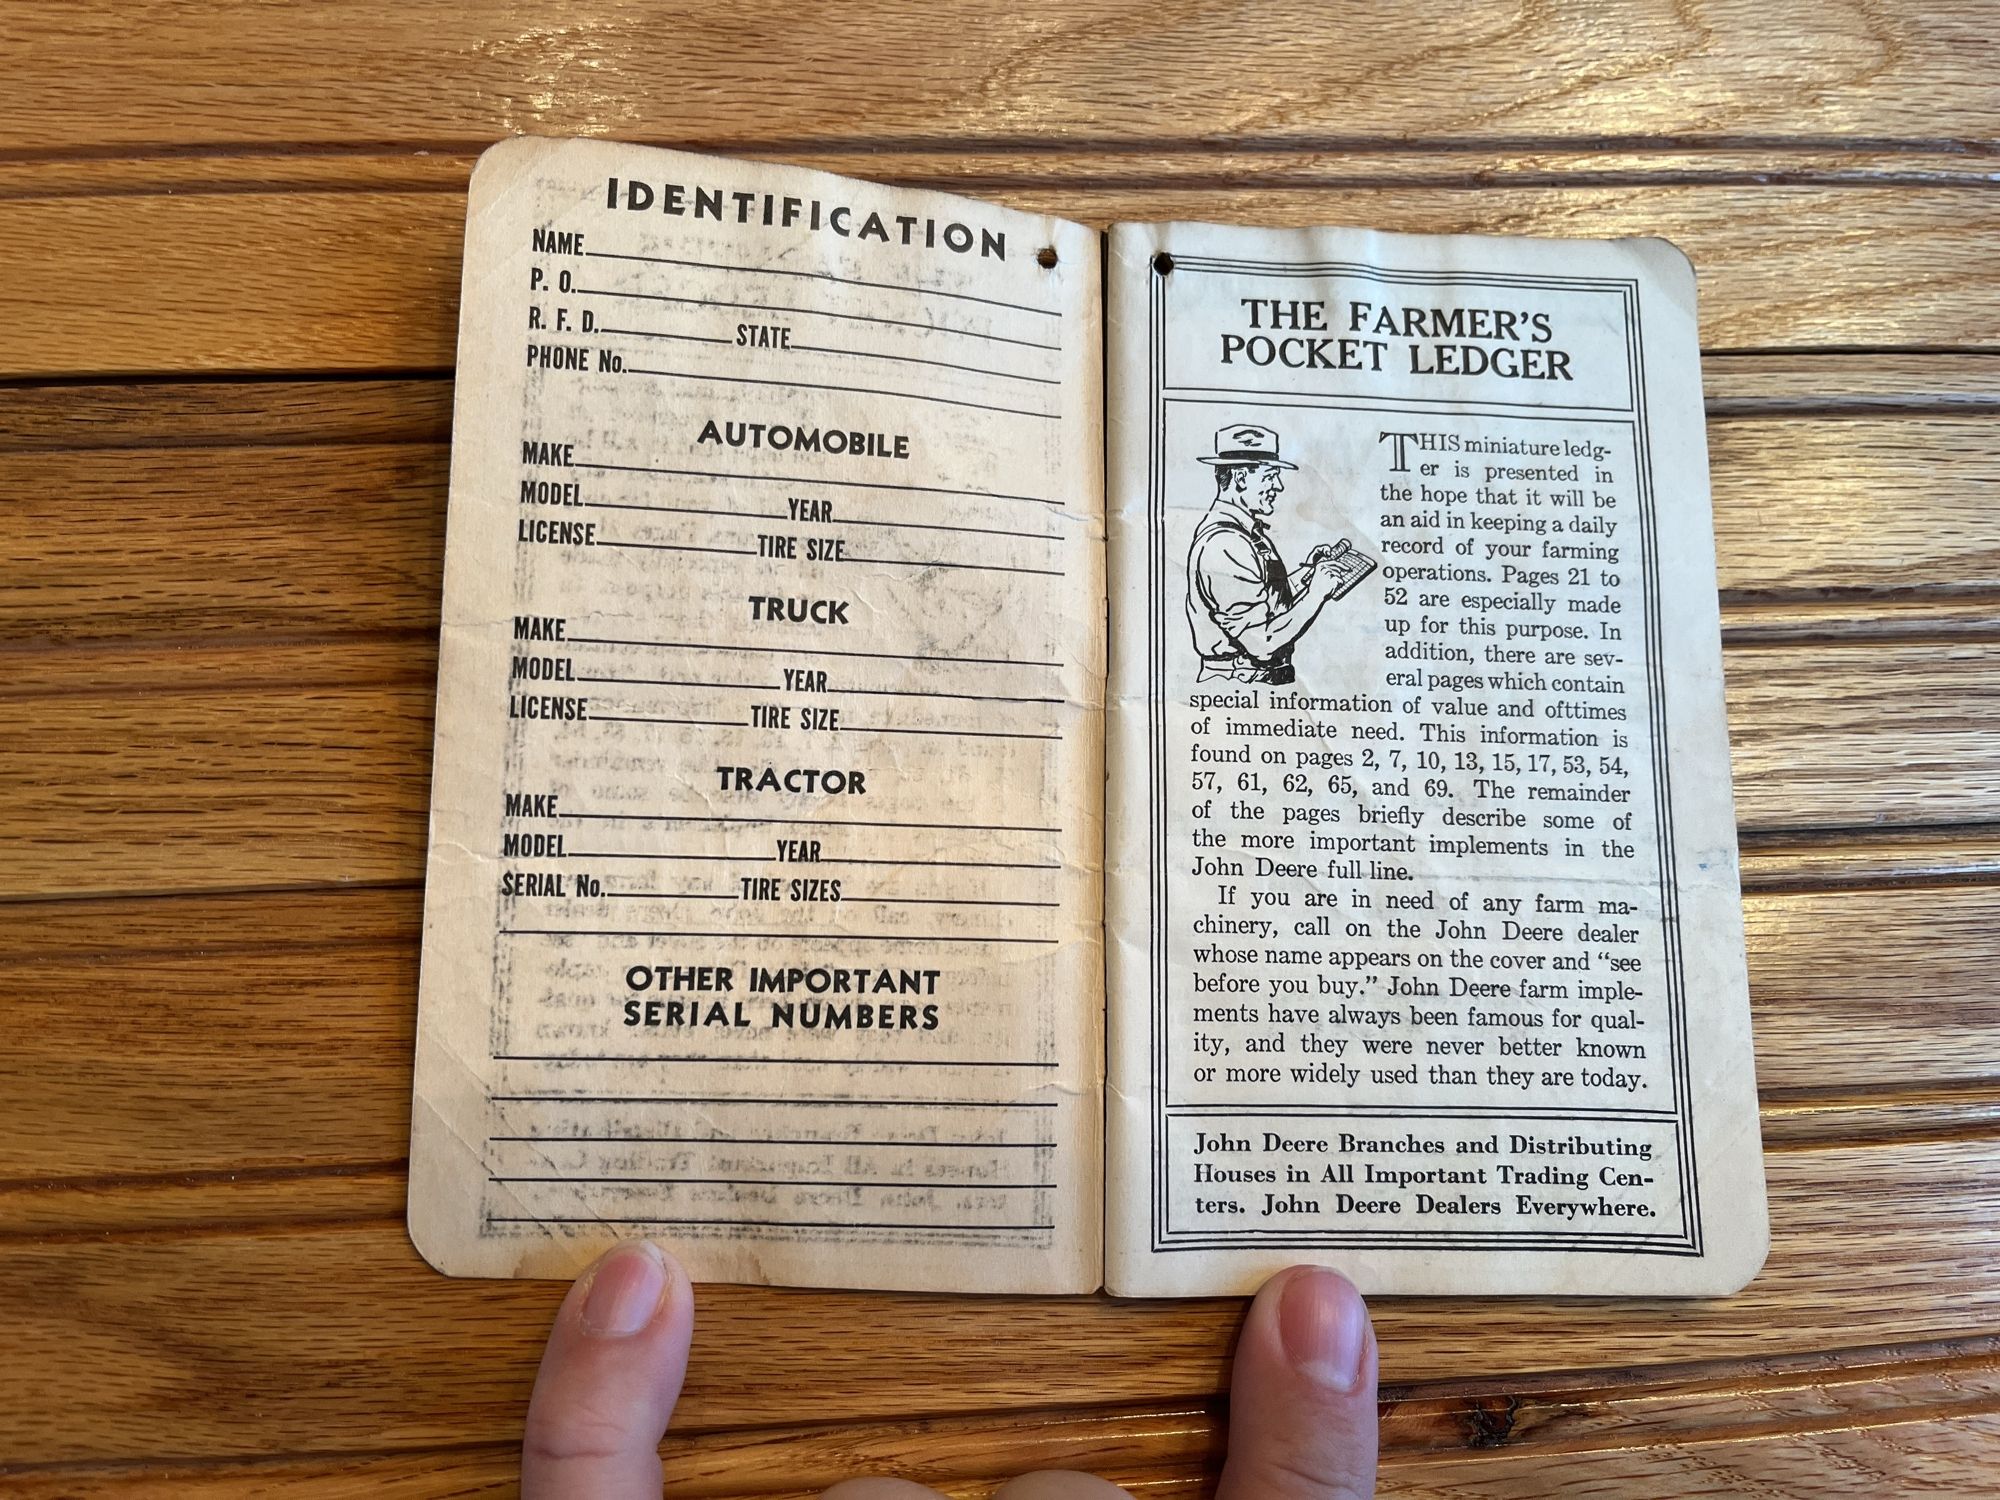 IDENTIFICATION
NAME
P. O.
R. F. D. STATE
PHONE No.
AUTOMOBILE
MAKE
MODEL YEAR
LICENSE TIRE SIZE
TRUCK
MAKE
MODEL YEAR
LICENSE TIRE SIZE
TRACTOR
MAKE
MODEL YEAR
SERIAL No. TIRE SIZES
OTHER IMPORTANT
SERIAL NUMBERS
THE FARMER'S
POCKET LEDGER
THIS miniature ledg-
er is presented in
the hope that it will be
an aid in keeping a daily
record of your farming
operations. Pages 21 to
52 are especially made
up for this purpose. In
addition, there are sev-
eral pages which contain
special information of value and ofttimes
of immediate need. This information is
found on pages 2, 7, 10, 13, 15, 17, 53, 54,
57, 61, 62, 65, and 69. The remainder
of the pages briefly describe some of
the more important implements in the
John Deere full line.
If you are in need of any farm ma-
chinery, call on the John Deere dealer
whose name appears on the cover and “see
before you buy.” John Deere farm imple-
ments have always been famous for qual-
ity, and they were never better known
or more widely used than they are today.
John Deere Branches and Distributing
Houses in All Important Trading Cen-
ters. John Deere Dealers Everywhere.